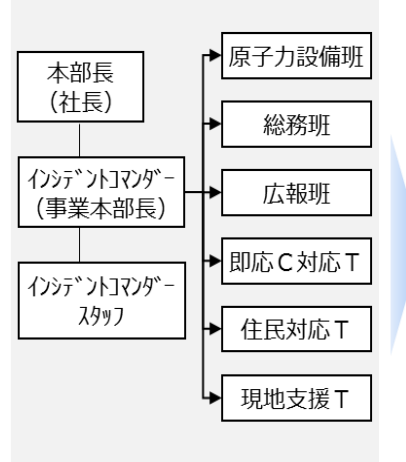 本部長
（社長）
ｲﾝｼﾃﾞﾝﾄｺﾏﾝﾀﾞｰ
（事業本部長）
ｲﾝｼﾃﾞﾝﾄｺﾏﾝﾀﾞｰ
ｽﾀｯﾌ
原子力設備班
総務班
広報班
即応Ｃ対応Ｔ
住民対応Ｔ
現地支援Ｔ